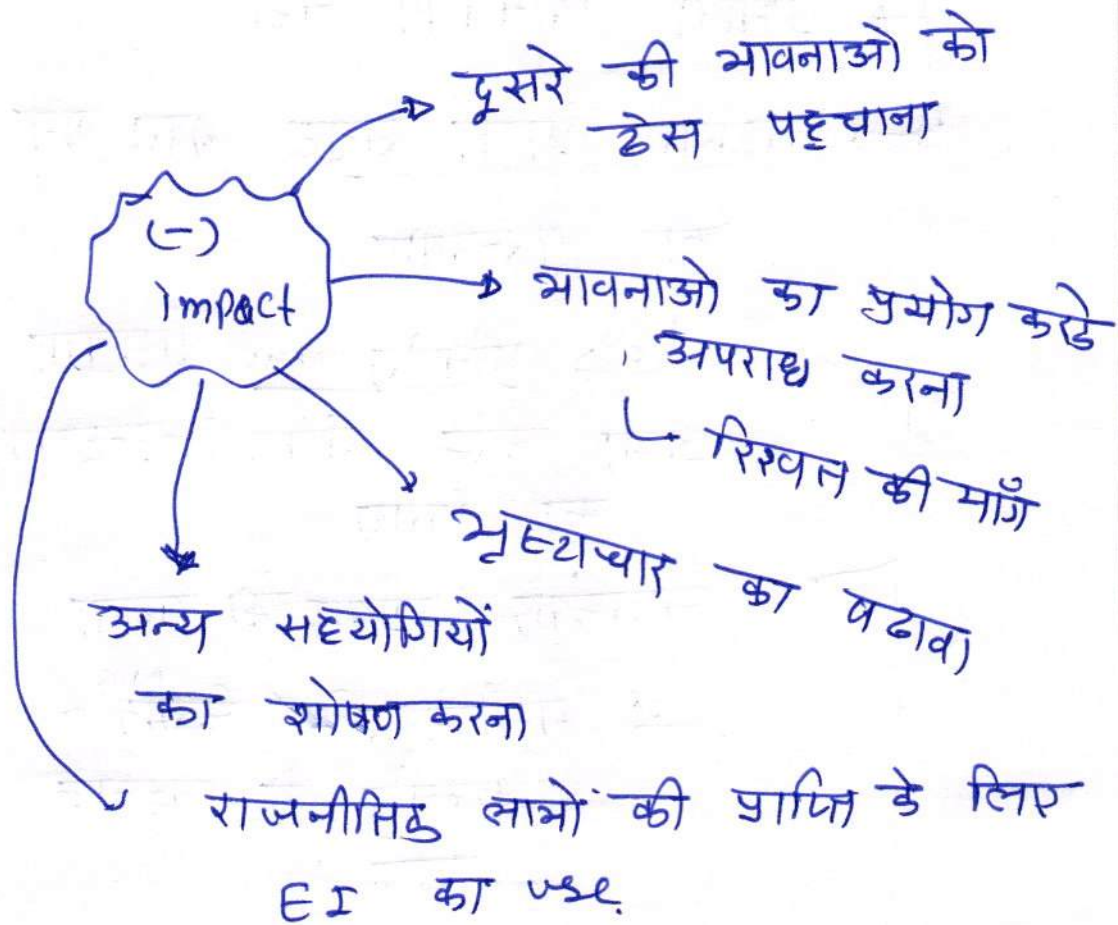 दूसरे की भावनाओ को
ठेस पहुचाना
(-)
Impact
भावनाओ का प्रयोग करके
अपराध करना
रिश्वत की माँग
भ्रष्टाचार का बढावा
अन्य सहयोगियों
का शोषण करना
राजनीतिक लाभों की प्राप्ति के लिए
EI का use.